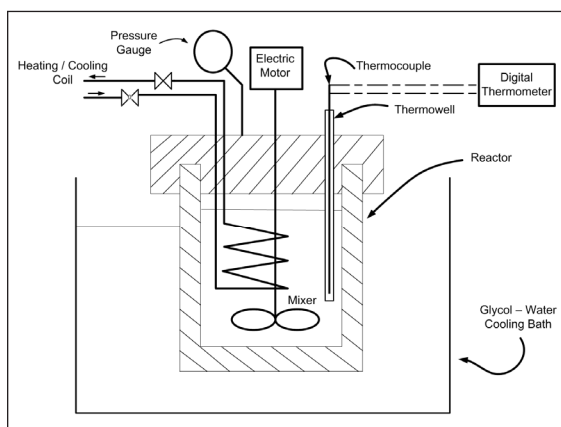 Pressure
Gauge
Heating / Cooling
Coil
Electric
Motor
Thermocouple
Digital
Thermometer
Thermowell
Reactor
Mixer
Glycol – Water
Cooling Bath